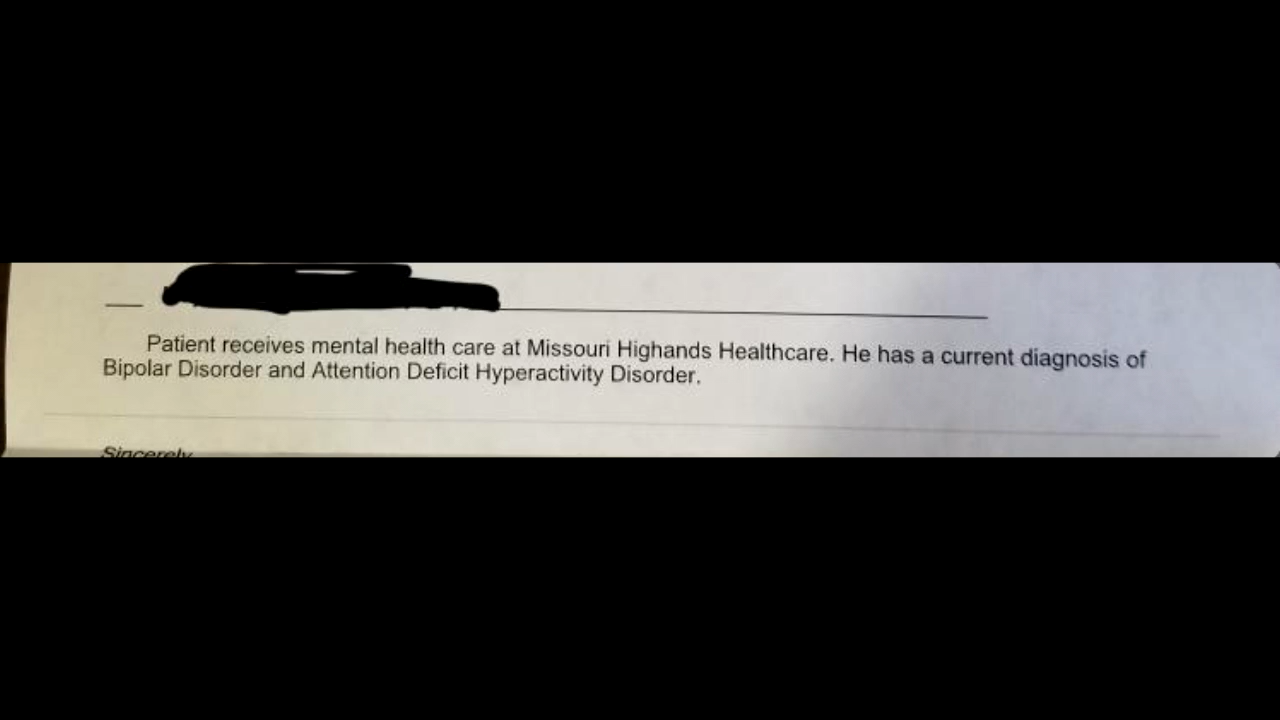 Patient receives mental health care at Missouri Highands Healthcare. He has a current diagnosis of
Bipolar Disorder and Attention Deficit Hyperactivity Disorder.
Sincerely